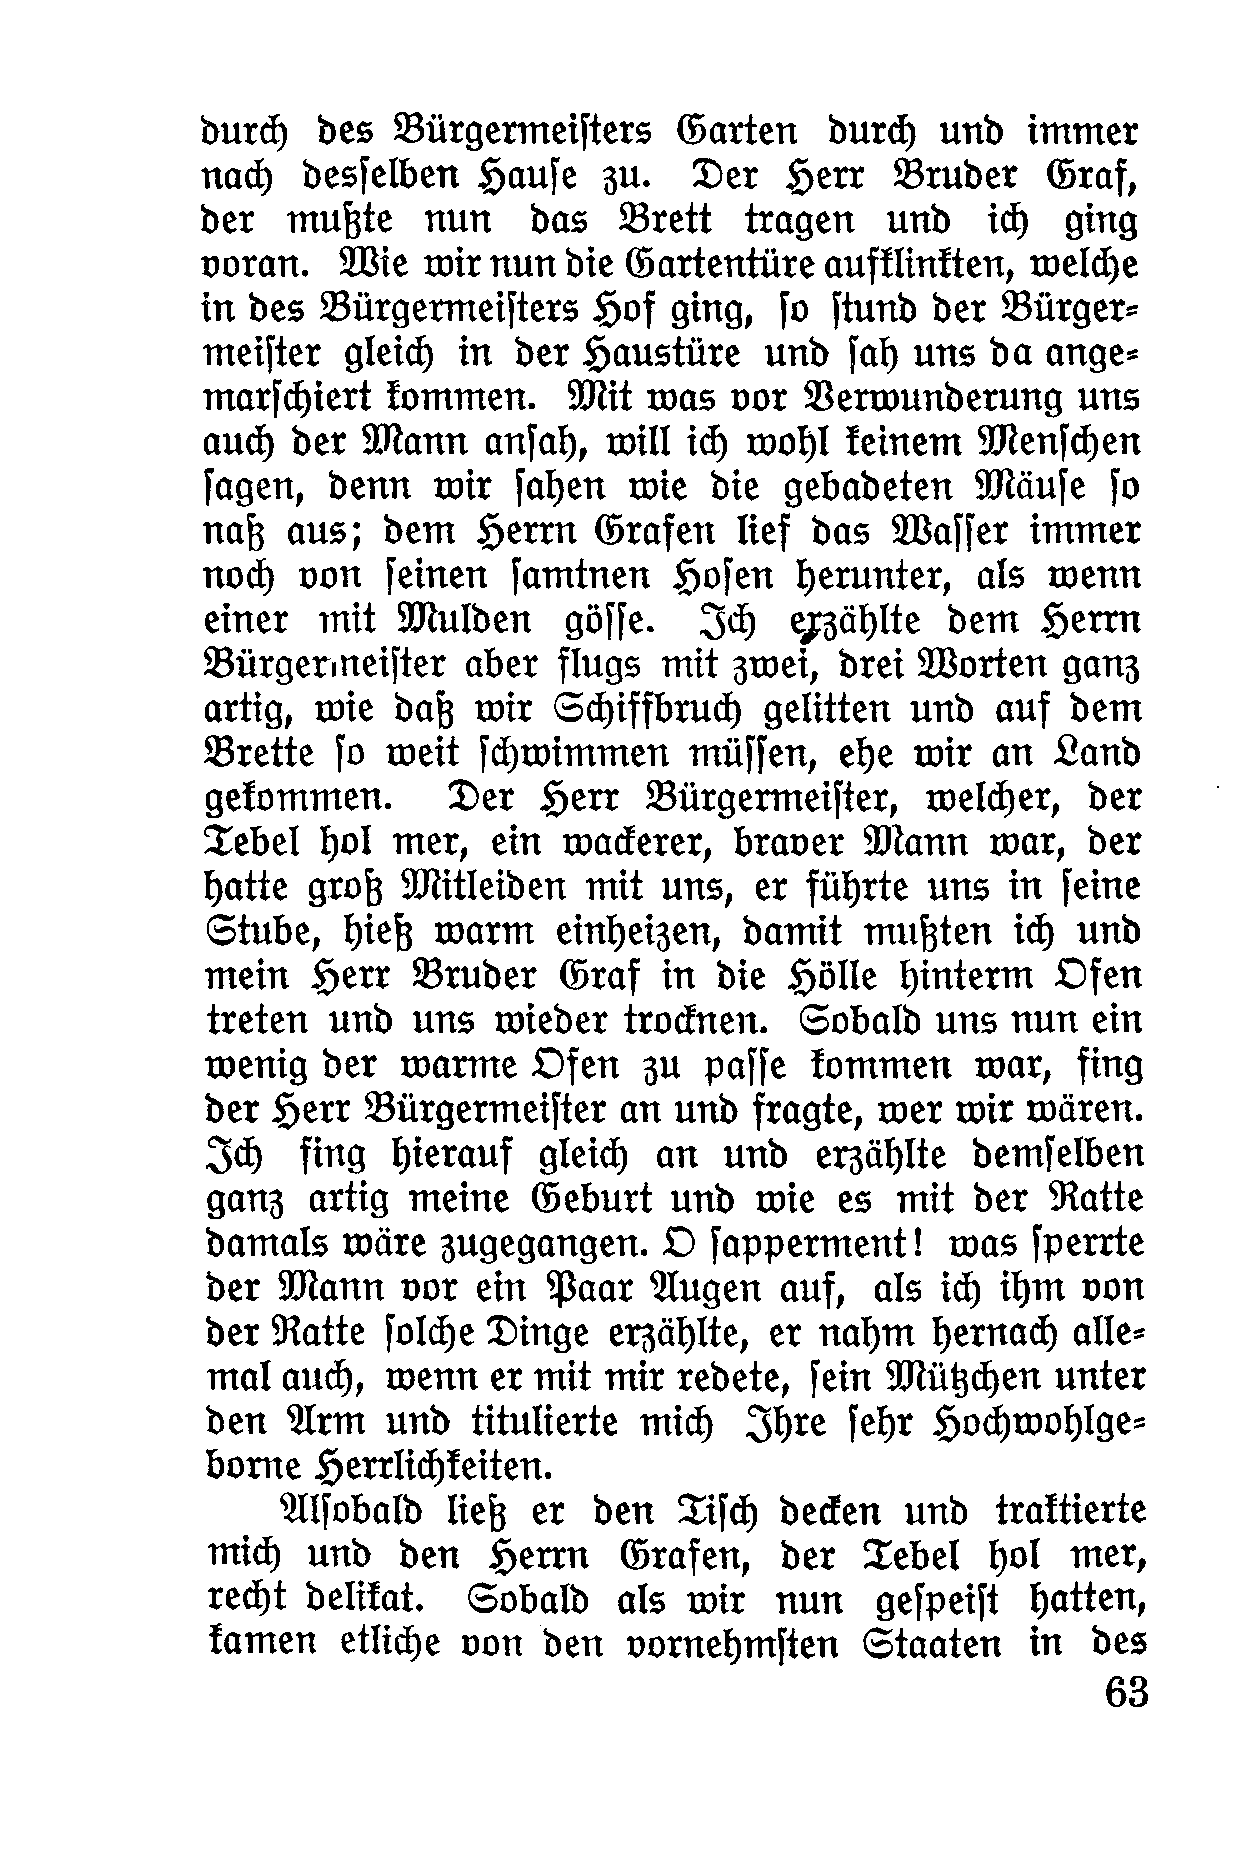 durch des Bürgermeiſters Garten durch und immer
nach desſelben Hauſe zu. Der Herr Bruder Graf,
der mußte nun das Brett tragen und ich ging
voran. Wie wir nun die Gartentüre aufklinkten, welche
in des Bürgermeiſters Hof ging, ſo ſtund der Bürger⸗
meiſter gleich in der Haustüre und ſah uns da ange⸗
marſchiert kommen. Mit was vor Verwunderung uns
auch der Mann anſah, will ich wohl keinem Menſchen
ſagen, denn wir ſahen wie die gebadeten Mäuſe ſo
naß aus; dem Herrn Grafen lief das Waſſer immer
noch von ſeinen ſamtnen Hoſen herunter, als wenn
einer mit Mulden göſſe. Ich erzählte dem Herrn
Bürgermeiſter aber flugs mit zwei, drei Worten ganz
artig, wie daß wir Schiffbruch gelitten und auf dem
Brette ſo weit ſchwimmen müſſen, ehe wir an Land
gekommen. Der Herr Bürgermeiſter, welcher, der
Tebel hol mer, ein wackerer, braver Mann war, der
hatte groß Mitleiden mit uns, er führte uns in ſeine
Stube, hieß warm einheizen, damit mußten ich und
mein Herr Bruder Graf in die Hölle hinterm Ofen
treten und uns wieder trocknen. Sobald uns nun ein
wenig der warme Ofen zu paſſe kommen war, fing
der Herr Bürgermeiſter an und fragte, wer wir wären.
Ich fing hierauf gleich an und erzählte demſelben
ganz artig meine Geburt und wie es mit der Ratte
damals wäre zugegangen. O ſapperment! was ſperrte
der Mann vor ein Paar Augen auf, als ich ihm von
der Ratte ſolche Dinge erzählte, er nahm hernach alle⸗
mal auch, wenn er mit mir redete, ſein Mützchen unter
den Arm und titulierte mich Ihre ſehr Hochwohlge⸗
borne Herrlichkeiten.
Alſobald ließ er den Tiſch decken und traktierte
mich und den Herrn Grafen, der Tebel hol mer,
recht delikat. Sobald als wir nun geſpeiſt hatten,
kamen etliche von den vornehmſten Staaten in des
63